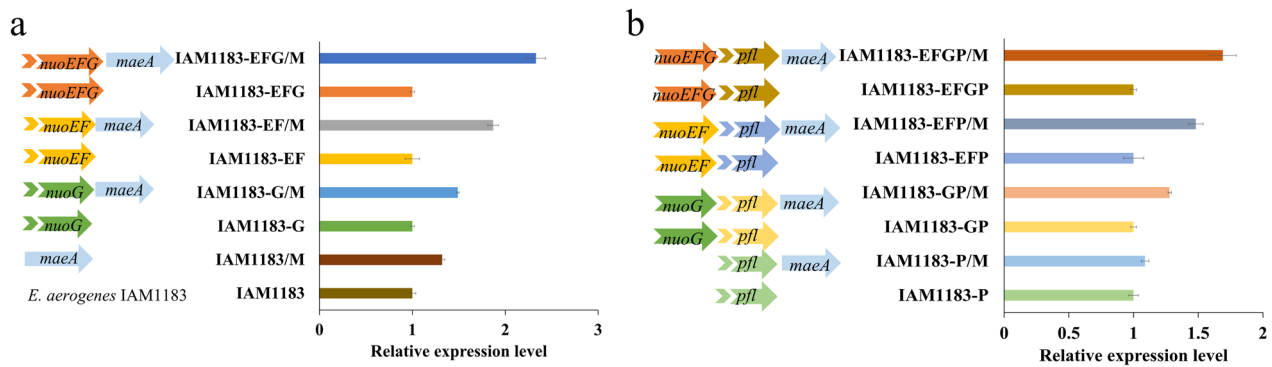 a
nuoEFG maeA IAM1183-EFG/M
nuoEFG IAM1183-EFG
nuoEF maeA IAM1183-EF/M
nuoEF IAM1183-EF
nuoG maeA IAM1183-G/M
nuoG IAM1183-G
maeA IAM1183/M
E. aerogenes IAM1183 IAM1183
0 1 2 3
Relative expression level
b
nuoEFG pfl maeA IAM1183-EFGP/M
nuoEFG pfl IAM1183-EFGP
nuoEF pfl maeA IAM1183-EFP/M
nuoEF pfl IAM1183-EFP
nuoG pfl maeA IAM1183-GP/M
nuoG pfl IAM1183-GP
pfl maeA IAM1183-P/M
pfl IAM1183-P
0 0.5 1 1.5 2
Relative expression level